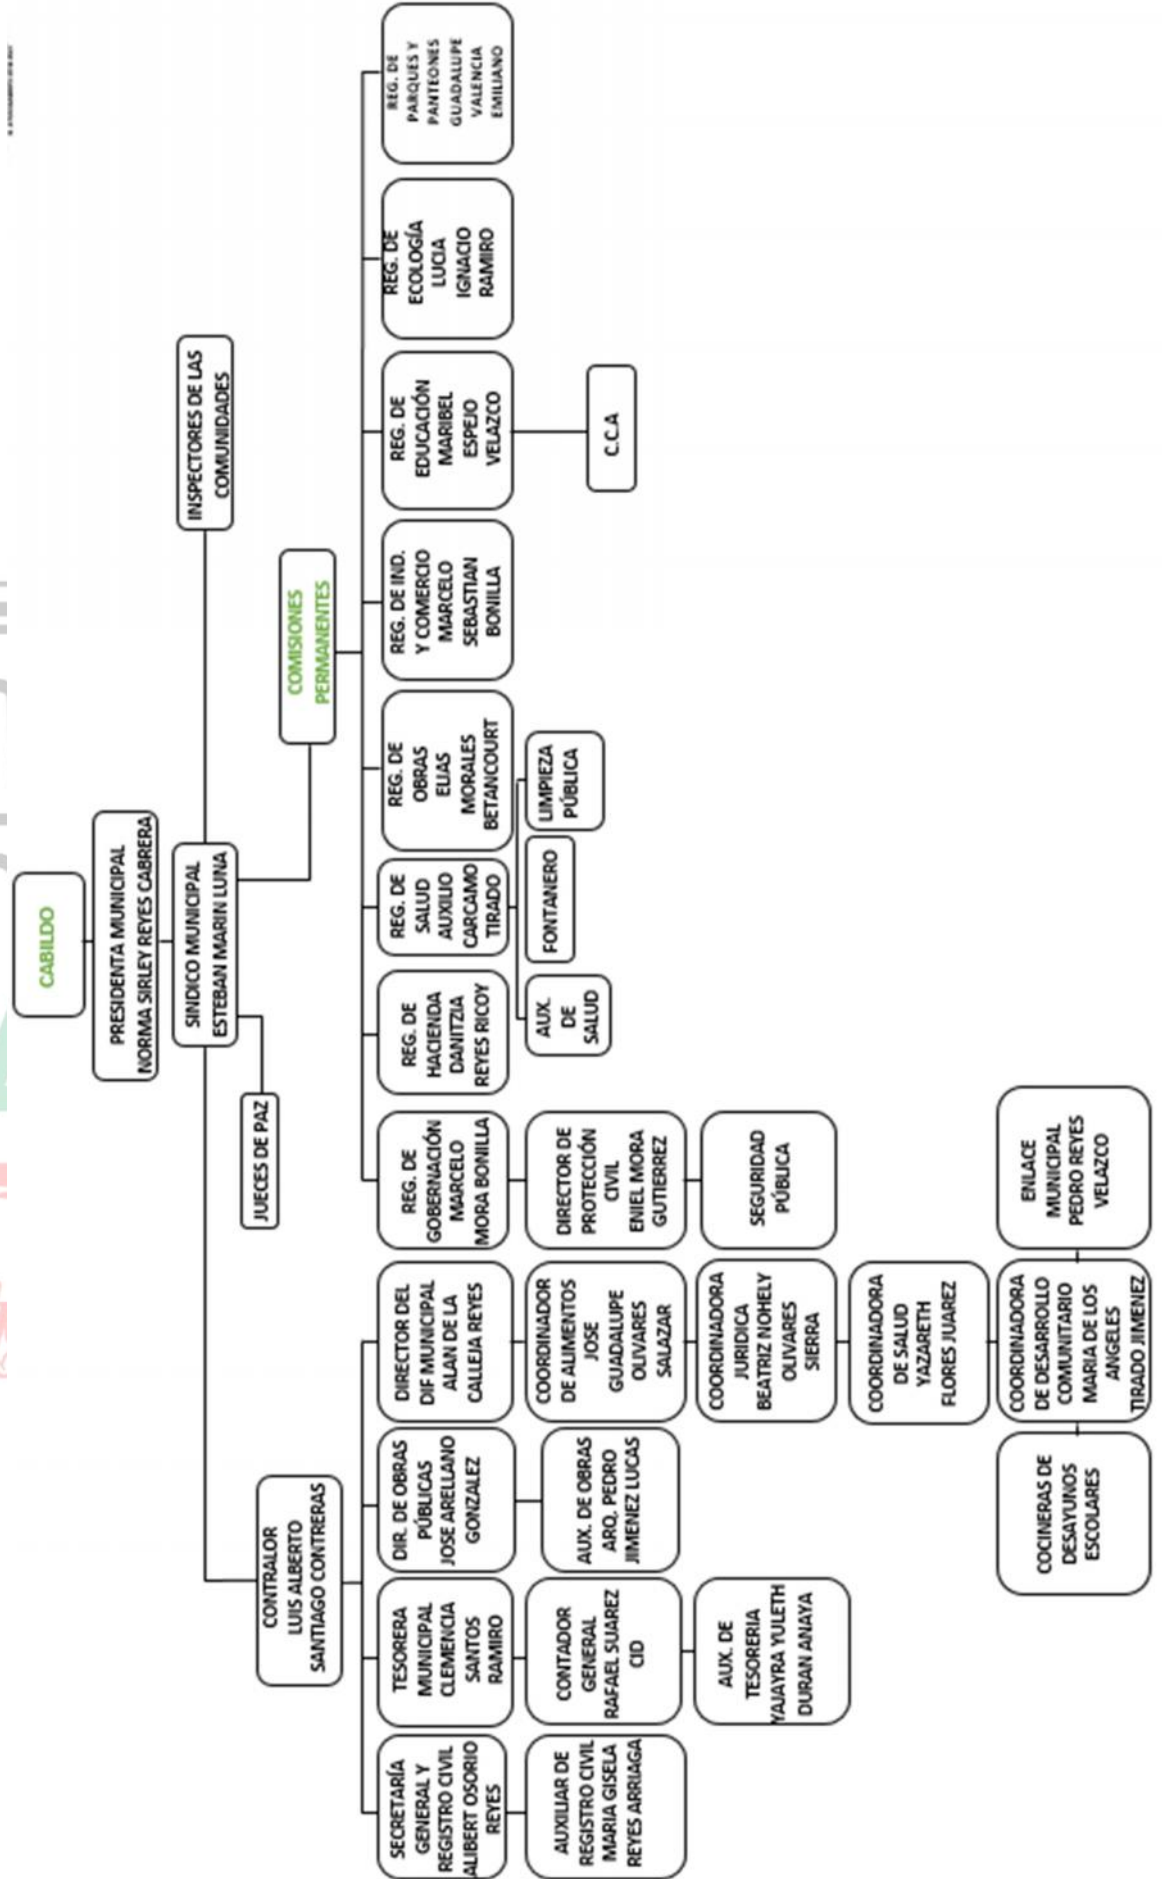 CABILDO
PRESIDENTA MUNICIPAL
NORMA SIRLEY REYES CABRERA
SINDICO MUNICIPAL
ESTEBAN MARIN LUNA
INSPECTORES DE LAS
COMUNIDADES
JUECES DE PAZ
CONTRALOR
LUIS ALBERTO
SANTIAGO CONTRERAS
COMISIONES
PERMANENTES
SECRETARÍA
GENERAL Y
REGISTRO CIVIL
ALIBERT OSORIO
REYES
AUXILIAR DE
REGISTRO CIVIL
MARIA GISELA
REYES ARRIAGA
TESORERA
MUNICIPAL
CLEMENCIA
SANTOS
RAMIRO
CONTADOR
GENERAL
RAFAEL SUAREZ
CID
AUX. DE
TESORERIA
YAJAYRA YULETH
DURAN ANAYA
DIR. DE OBRAS
PÚBLICAS
JOSE ARELLANO
GONZALEZ
AUX. DE OBRAS
ARQ. PEDRO
JIMENEZ LUCAS
DIRECTOR DEL
DIF MUNICIPAL
ALAN DE LA
CALLEJA REYES
COORDINADOR
DE ALIMENTOS
JOSE
GUADALUPE
OLIVARES
SALAZAR
COORDINADORA
JURIDICA
BEATRIZ NOHELY
OLIVARES
SIERRA
COORDINADORA
DE SALUD
YAZARETH
FLORES JUAREZ
COCINERAS DE
DESAYUNOS
ESCOLARES
COORDINADORA
DE DESARROLLO
COMUNITARIO
MARIA DE LOS
ANGELES
TIRADO JIMENEZ
ENLACE
MUNICIPAL
PEDRO REYES
VELAZCO
REG. DE
GOBERNACIÓN
MARCELO
MORA BONILLA
DIRECTOR DE
PROTECCIÓN
CIVIL
ENIEL MORA
GUTIERREZ
SEGURIDAD
PÚBLICA
REG. DE
HACIENDA
DANITZIA
REYES RICOY
REG. DE
SALUD
AUXILIO
CARCAMO
TIRADO
AUX.
DE
SALUD
FONTANERO
LIMPIEZA
PÚBLICA
REG. DE
OBRAS
ELIAS
MORALES
BETANCOURT
REG. DE IND.
Y COMERCIO
MARCELO
SEBASTIAN
BONILLA
REG. DE
EDUCACIÓN
MARIBEL
ESPEJO
VELAZCO
C.C.A
REG. DE
ECOLOGÍA
LUCIA
IGNACIO
RAMIRO
REG. DE
PARQUES Y
PANTEONES
GUADALUPE
VALENCIA
EMILIANO